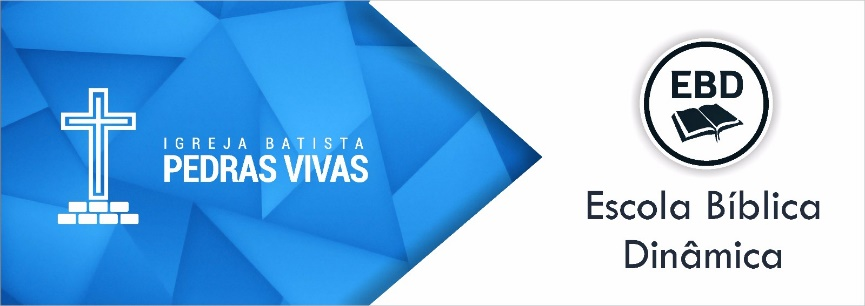 IGREJA BATISTA
PEDRAS VIVAS
EBD
Escola Bíblica
Dinâmica